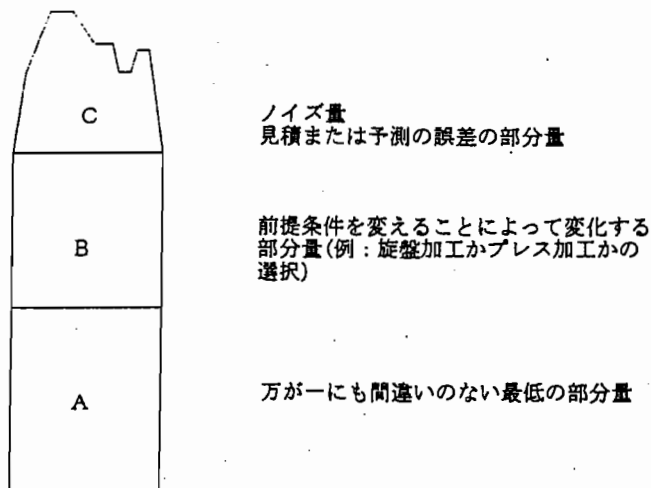 C
ノイズ量
見積または予測の誤差の部分量
B
前提条件を変えることによって変化する
部分量(例：旋盤加工かプレス加工かの
選択)
A
万が一にも間違いのない最低の部分量